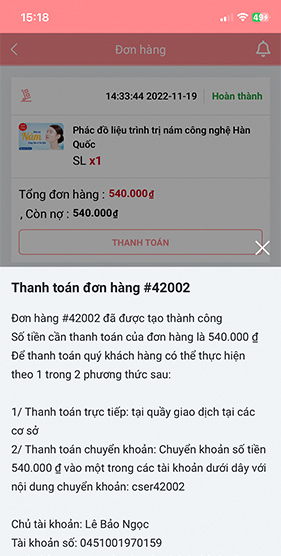 15:18
49
Đơn hàng
14:33:44 2022-11-19 Hoàn thành
Nám
Phác đồ liệu trình trị nám công nghệ Hàn
Quốc
SL x1
Tổng đơn hàng : 540.000₫
, Còn nợ : 540.000₫
THANH TOÁN
Thanh toán đơn hàng #42002
Đơn hàng #42002 đã được tạo thành công
Số tiền cần thanh toán của đơn hàng là 540.000 ₫
Để thanh toán quý khách hàng có thể thực hiện
theo 1 trong 2 phương thức sau:
1/ Thanh toán trực tiếp: tại quầy giao dịch tại các
cơ sở
2/ Thanh toán chuyển khoản: Chuyển khoản số tiền
540.000 ₫ vào một trong các tài khoản dưới đây với
nội dung chuyển khoản: cser42002
Chủ tài khoản: Lê Bảo Ngọc
Tài khoản số: 0451001970159